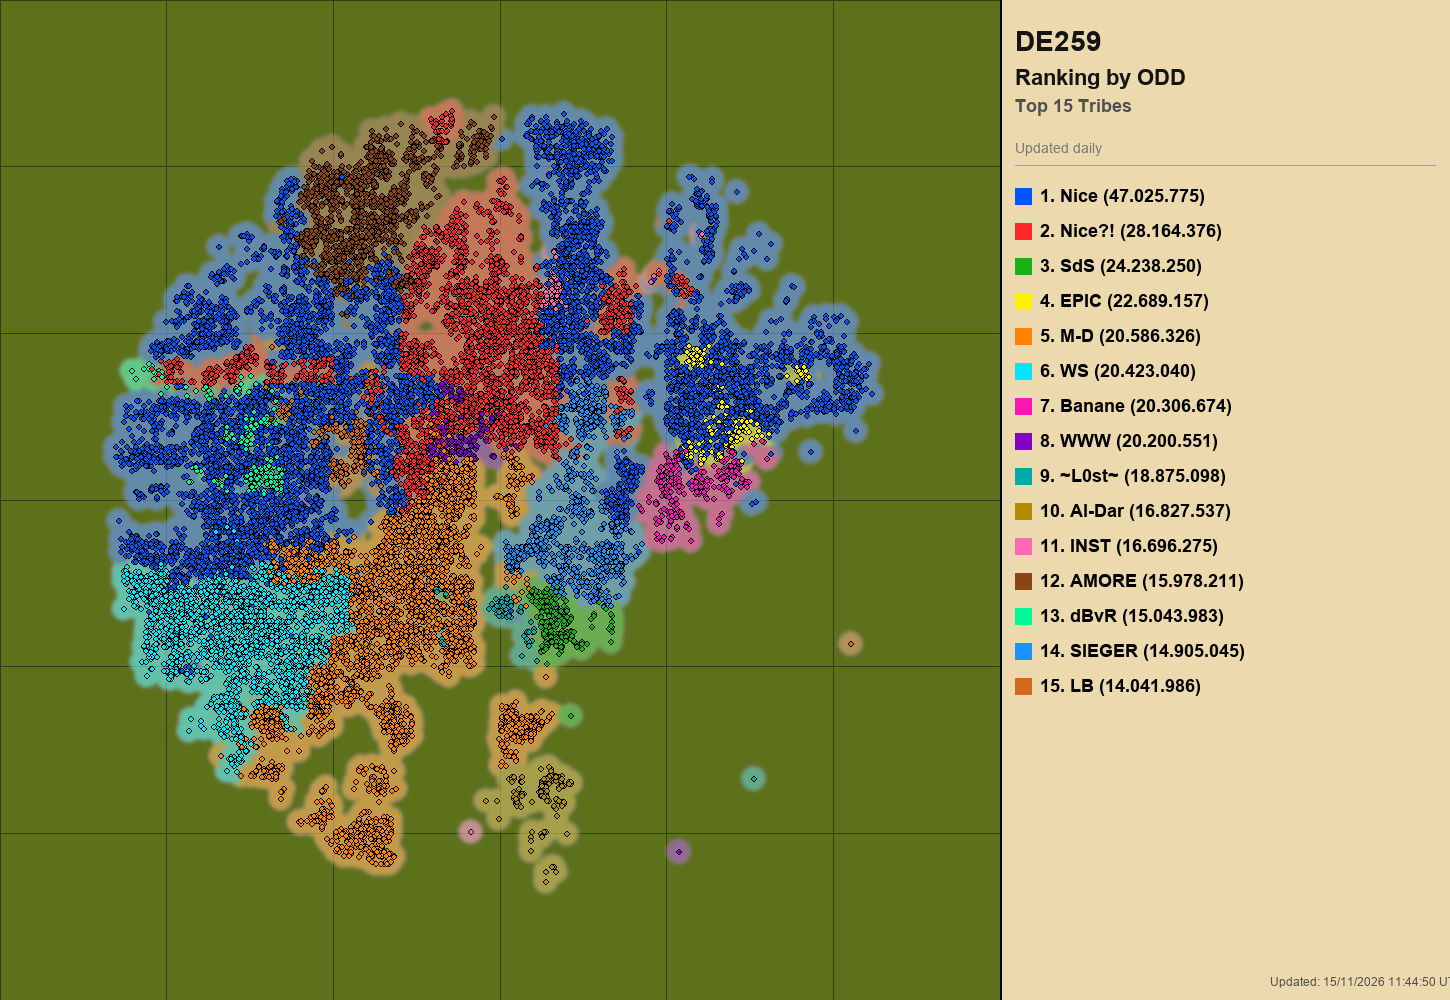 DE259
Ranking by ODD
Top 15 Tribes
Updated daily
1. Nice (47.025.775)
2. Nice?! (28.164.376)
3. SdS (24.238.250)
4. EPIC (22.689.157)
5. M-D (20.586.326)
6. WS (20.423.040)
7. Banane (20.306.674)
8. WWW (20.200.551)
9. ~L0st~ (18.875.098)
10. Al-Dar (16.827.537)
11. INST (16.696.275)
12. AMORE (15.978.211)
13. dBvR (15.043.983)
14. SIEGER (14.905.045)
15. LB (14.041.986)
Updated: 15/11/2026 11:44:50